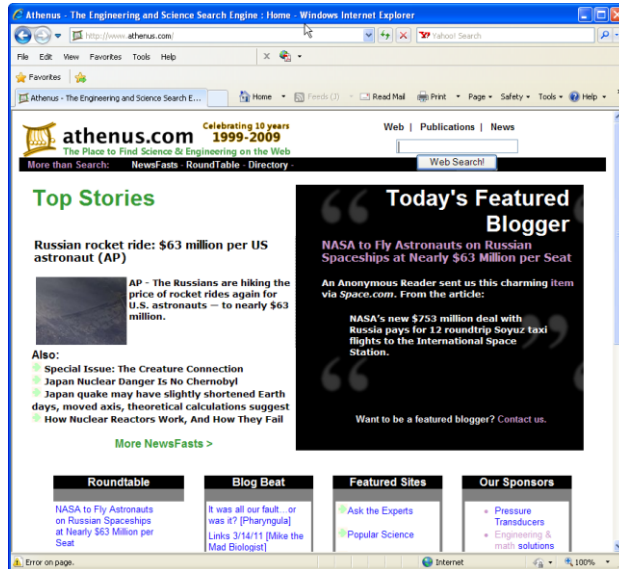 Athenus - The Engineering and Science Search Engine : Home - Windows Internet Explorer
http://www.athenus.com/
Yahoo! Search
File Edit View Favorites Tools Help
x
Favorites
Athenus - The Engineering and Science Search E...
Home Feeds (J) Read Mail Print Page Safety Tools Help
athenus.com
Celebrating 10 years
1999-2009
The Place to Find Science & Engineering on the Web
Web | Publications | News
Web Search!
More than Search: NewsFasts - RoundTable - Directory -
Top Stories
Russian rocket ride: $63 million per US
astronaut (AP)
AP - The Russians are hiking the
price of rocket rides again for
U.S. astronauts — to nearly $63
million.
Also:
Special Issue: The Creature Connection
Japan Nuclear Danger Is No Chernobyl
Japan quake may have slightly shortened Earth
days, moved axis, theoretical calculations suggest
How Nuclear Reactors Work, And How They Fail
More NewsFasts >
Today's Featured
Blogger
NASA to Fly Astronauts on Russian
Spaceships at Nearly $63 Million per Seat
An Anonymous Reader sent us this charming item
via Space.com. From the article:
NASA's new $753 million deal with
Russia pays for 12 roundtrip Soyuz taxi
flights to the International Space
Station.
Want to be a featured blogger? Contact us.
Roundtable
NASA to Fly Astronauts
on Russian Spaceships
at Nearly $63 Million per
Seat
Blog Beat
It was all our fault...or
was it? [Pharyngula]
Links 3/14/11 [Mike the
Mad Biologist]
Featured Sites
Ask the Experts
Popular Science
Our Sponsors
Pressure
Transducers
Engineering &
math solutions
Error on page.
Internet
100%